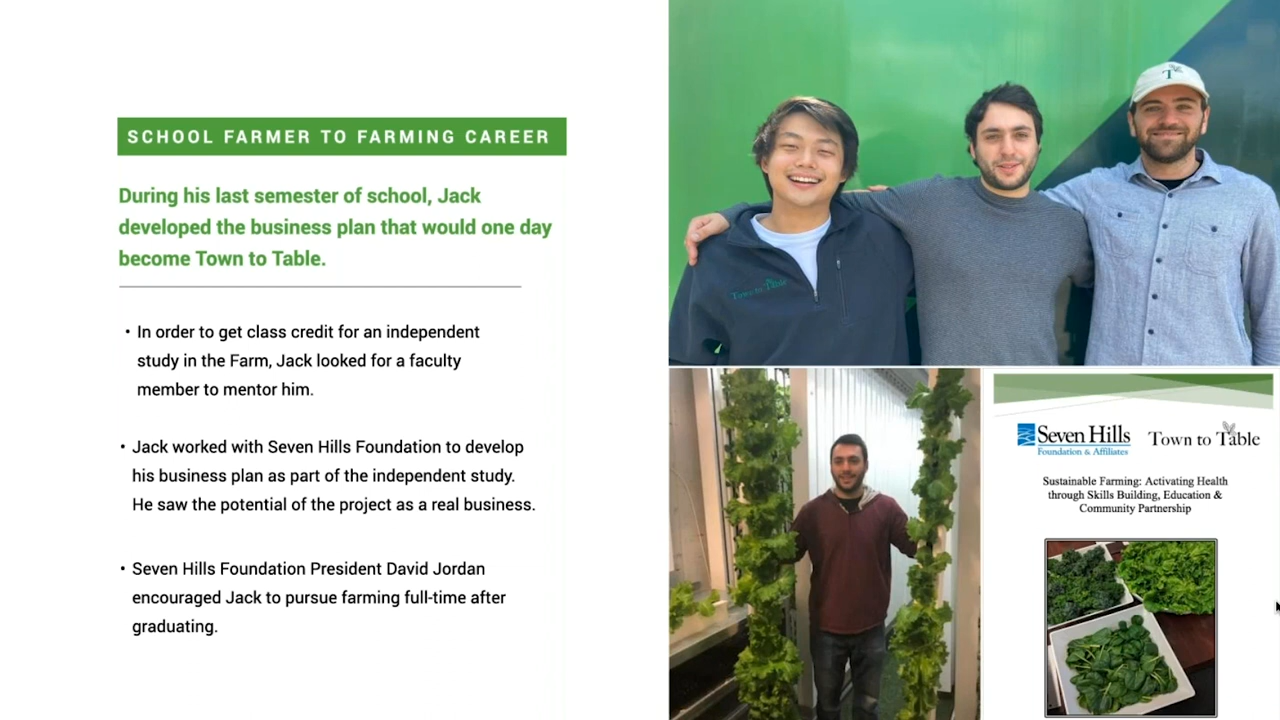 SCHOOL FARMER TO FARMING CAREER
During his last semester of school, Jack
developed the business plan that would one day
become Town to Table.
• In order to get class credit for an independent
study in the Farm, Jack looked for a faculty
member to mentor him.
• Jack worked with Seven Hills Foundation to develop
his business plan as part of the independent study.
He saw the potential of the project as a real business.
• Seven Hills Foundation President David Jordan
encouraged Jack to pursue farming full-time after
graduating.
T
Town to Table
Seven Hills
Foundation & Affiliates
Town to Table
Sustainable Farming: Activating Health
through Skills Building, Education &
Community Partnership